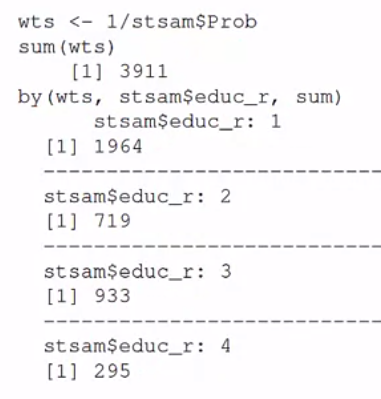 wts <- 1/stsam$Prob
sum(wts)
[1] 3911
by(wts, stsam$educ_r, sum)
stsam$educ_r: 1
[1] 1964
-----------------------------
stsam$educ_r: 2
[1] 719
-----------------------------
stsam$educ_r: 3
[1] 933
-----------------------------
stsam$educ_r: 4
[1] 295